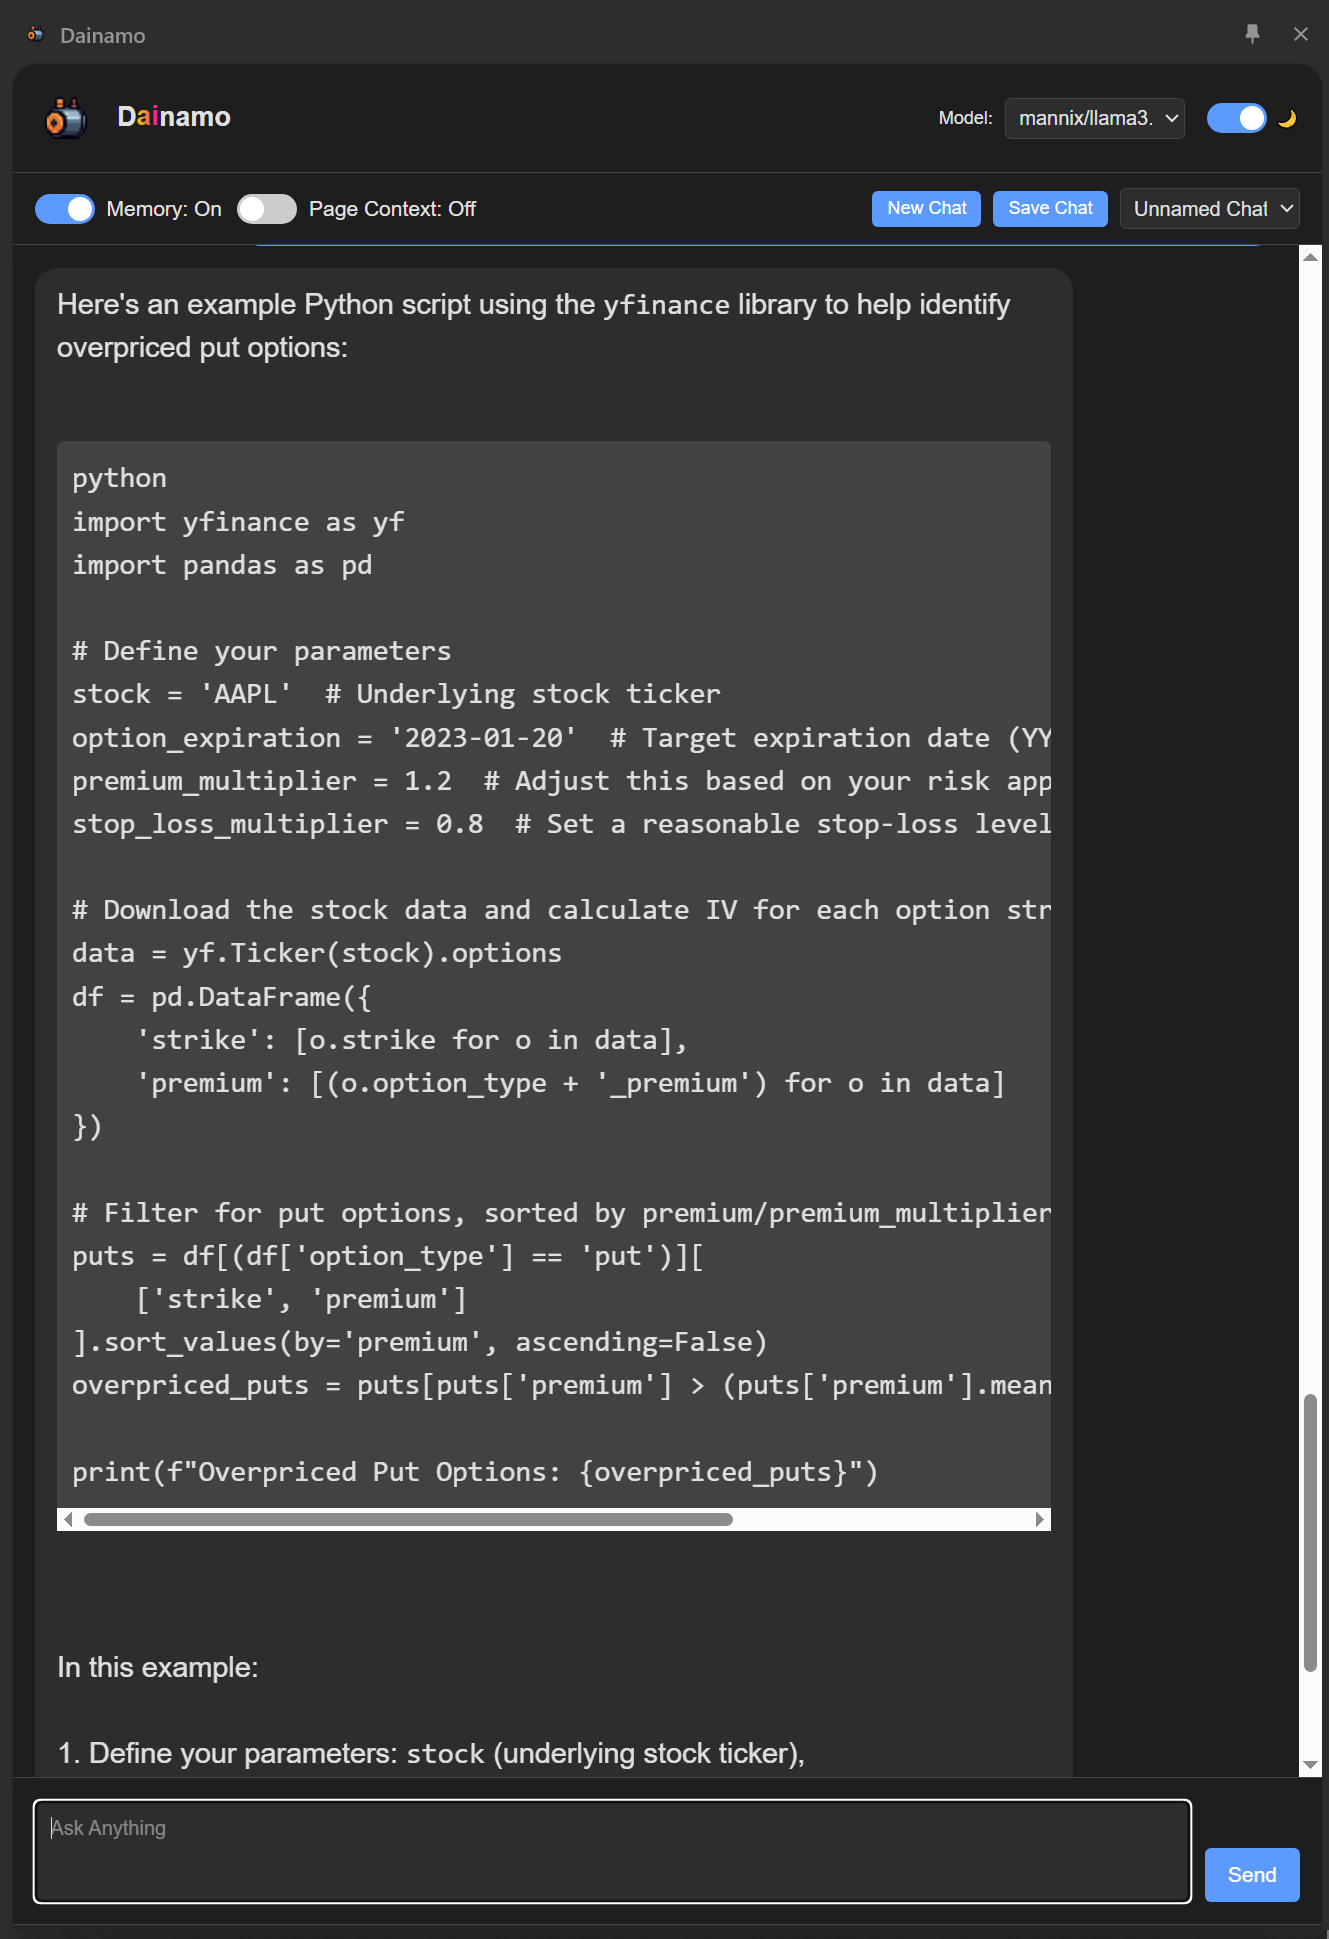 Dainamo
Dainamo
Model: mannix/llama3.
Memory: On Page Context: Off New Chat Save Chat Unnamed Chat
Here's an example Python script using the yfinance library to help identify
overpriced put options:
python
import yfinance as yf
import pandas as pd
# Define your parameters
stock = 'AAPL'  # Underlying stock ticker
option_expiration = '2023-01-20'  # Target expiration date (YY
premium_multiplier = 1.2  # Adjust this based on your risk app
stop_loss_multiplier = 0.8  # Set a reasonable stop-loss level
# Download the stock data and calculate IV for each option str
data = yf.Ticker(stock).options
df = pd.DataFrame({
    'strike': [o.strike for o in data],
    'premium': [(o.option_type + '_premium') for o in data]
})
# Filter for put options, sorted by premium/premium_multiplier
puts = df[(df['option_type'] == 'put')][
    ['strike', 'premium']
].sort_values(by='premium', ascending=False)
overpriced_puts = puts[puts['premium'] > (puts['premium'].mean
print(f"Overpriced Put Options: {overpriced_puts}")
In this example:
1. Define your parameters: stock (underlying stock ticker),
Ask Anything
Send